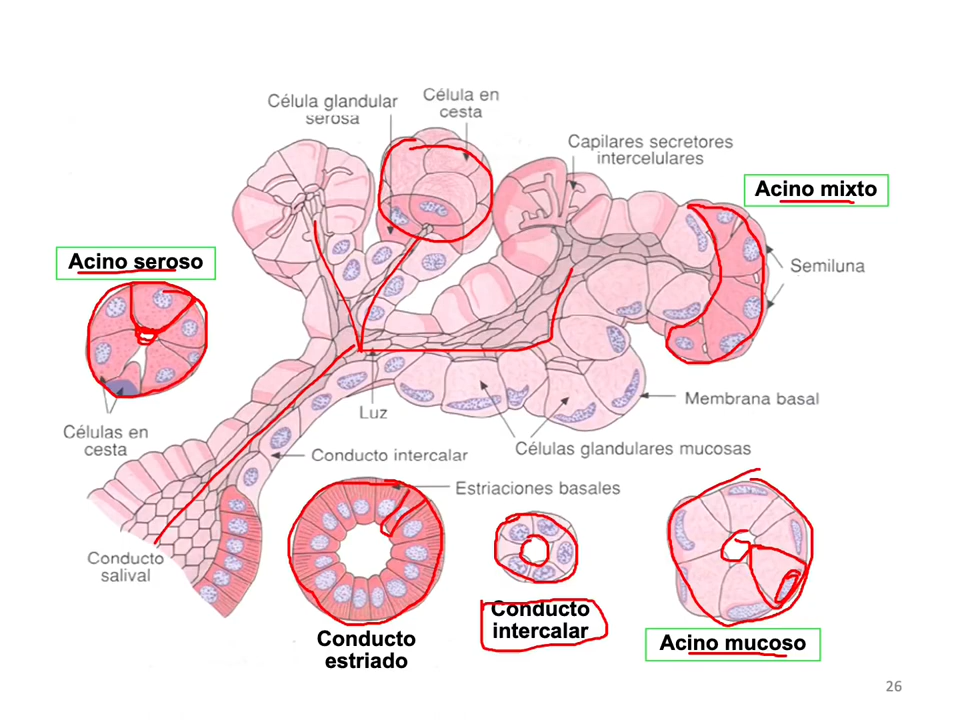 Célula glandular
serosa
Célula en
cesta
Capilares secretores
intercelulares
Acino mixto
Acino seroso
Semiluna
Luz
Membrana basal
Células en
cesta
Conducto intercalar
Células glandulares mucosas
Estriaciones basales
Conducto
salival
Conducto
estriado
Conducto
intercalar
Acino mucoso
26